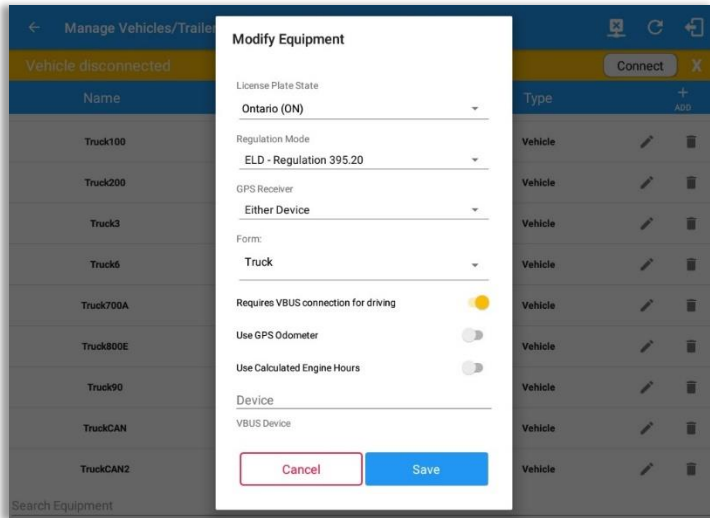 Manage Vehicles/Trailer
Vehicle disconnected
Connect
X
Name
Type
+
ADD
Truck100
Vehicle
Truck200
Vehicle
Truck3
Vehicle
Truck6
Vehicle
Truck700A
Vehicle
Truck800E
Vehicle
Truck90
Vehicle
TruckCAN
Vehicle
TruckCAN2
Vehicle
Search Equipment
Modify Equipment
License Plate State
Ontario (ON)
Regulation Mode
ELD - Regulation 395.20
GPS Receiver
Either Device
Form:
Truck
Requires VBUS connection for driving
Use GPS Odometer
Use Calculated Engine Hours
Device
VBUS Device
Cancel
Save